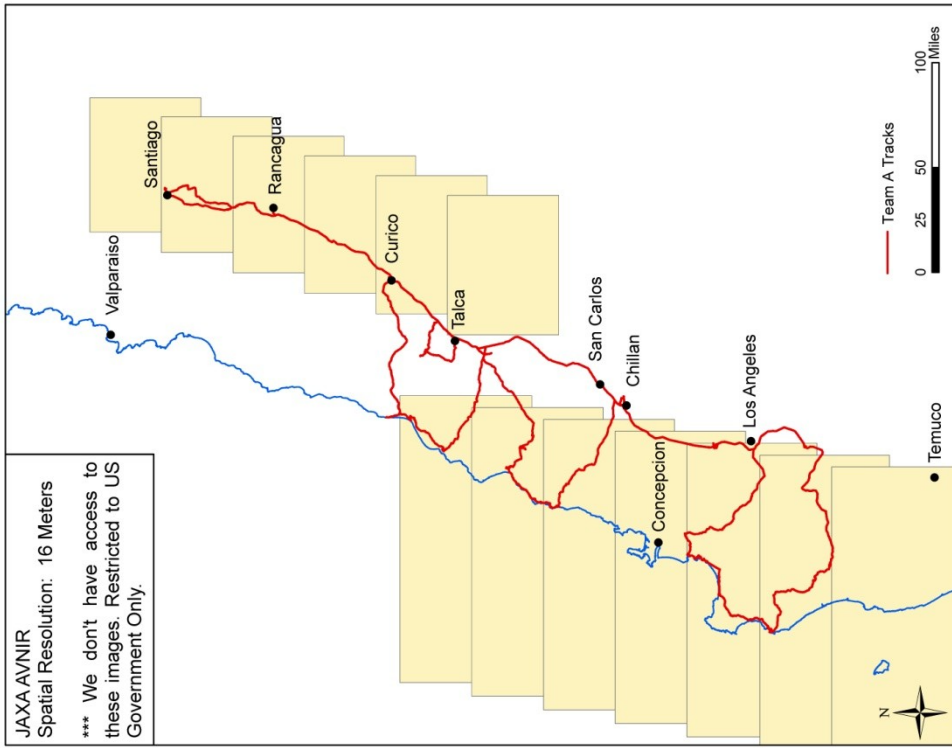 JAXA AVNIR
Spatial Resolution: 16 Meters
*** We don't have access to
these images. Restricted to US
Government Only.
Valparaiso
Santiago
Rancagua
Curico
Talca
San Carlos
Chillan
Concepcion
Los Angeles
Temuco
N
Team A Tracks
0 25 50 100
Miles